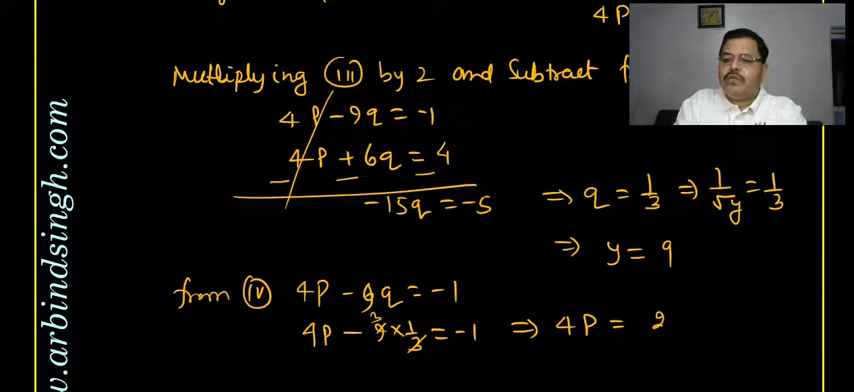 4P
Multiplying (iii) by 2 and Subtract f
4P - 9q = -1
4P + 6q = 4
- - -
-15q = -5 ⇒ q = 1/3 ⇒ 1/√y = 1/3
⇒ y = 9
from (iv) 4P - 9q = -1
4P - 9 3 × 1/3 = -1 ⇒ 4P = 2
w.arbindsingh.com